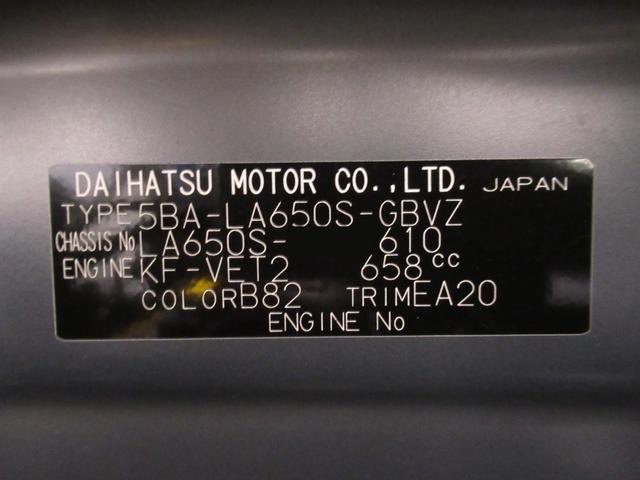 DAIHATSU MOTOR CO.,LTD. JAPAN
TYPE 5BA-LA650S-GBVZ
CHASSIS No LA650S- 610
ENGINE KF-VET2 658cc
COLOR B82 TRIM EA20
ENGINE No